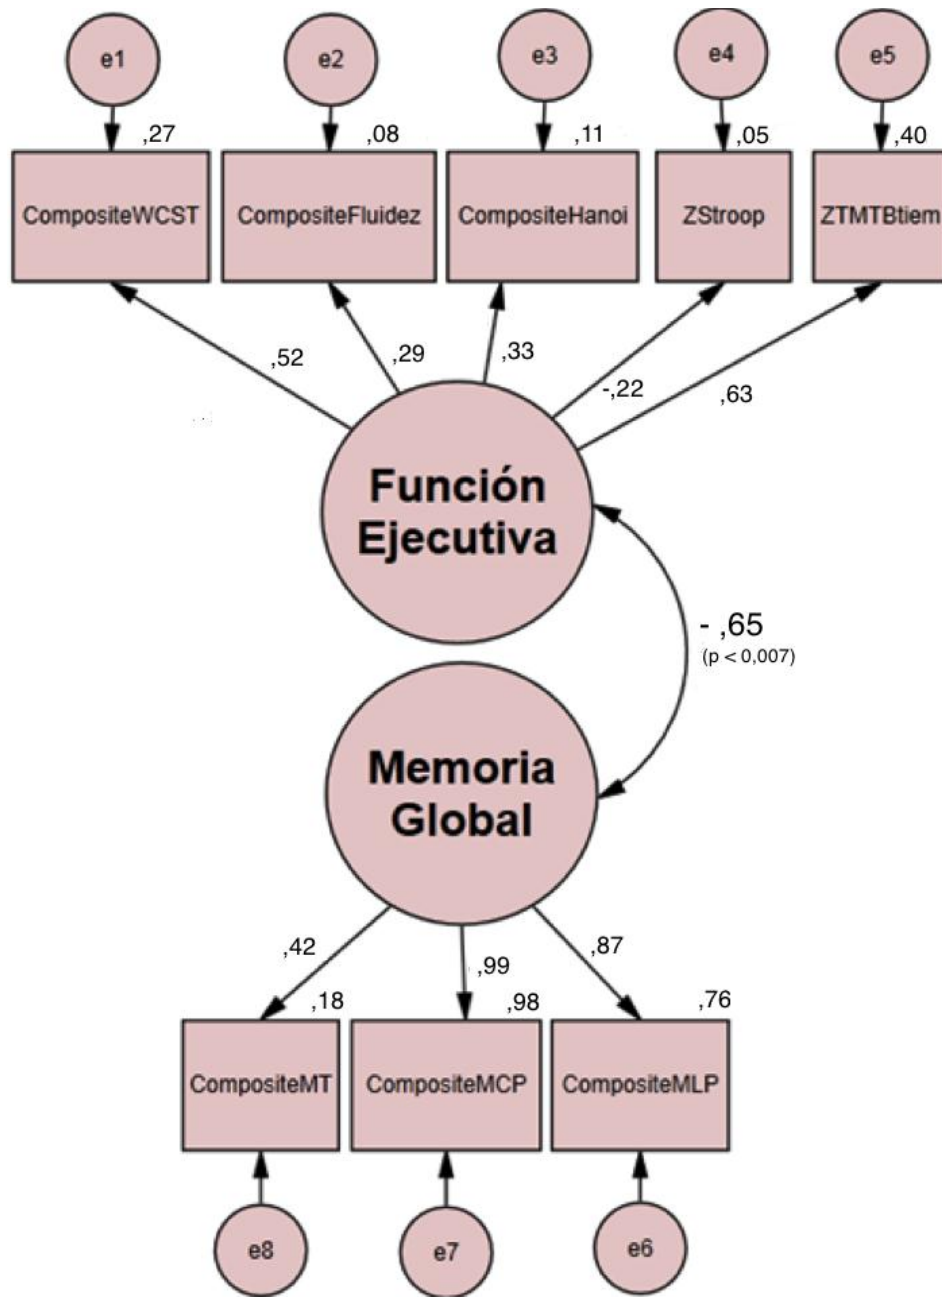 e1
e2
e3
e4
e5
,27
,08
,11
,05
,40
CompositeWCST
CompositeFluidez
CompositeHanoi
ZStroop
ZTMTBtiem
,52
,29
,33
-,22
,63
Función
Ejecutiva
- ,65
(p < 0,007)
Memoria
Global
,42
,99
,87
,18
,98
,76
CompositeMT
CompositeMCP
CompositeMLP
e8
e7
e6